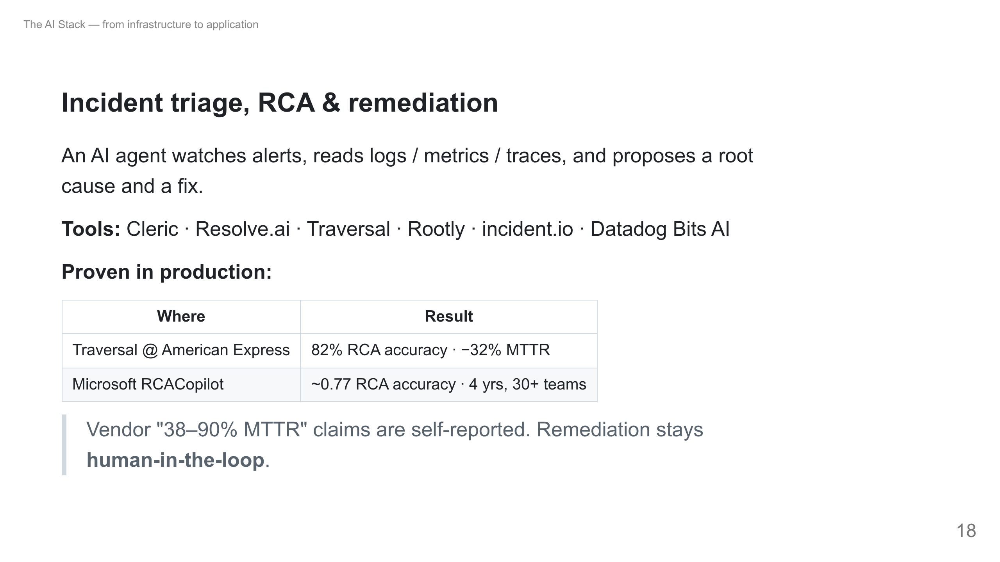 The AI Stack — from infrastructure to application
Incident triage, RCA & remediation
An AI agent watches alerts, reads logs / metrics / traces, and proposes a root
cause and a fix.
Tools: Cleric · Resolve.ai · Traversal · Rootly · incident.io · Datadog Bits AI
Proven in production:
Where Result
Traversal @ American Express 82% RCA accuracy · −32% MTTR
Microsoft RCACopilot ~0.77 RCA accuracy · 4 yrs, 30+ teams
Vendor "38–90% MTTR" claims are self-reported. Remediation stays
human-in-the-loop.
18